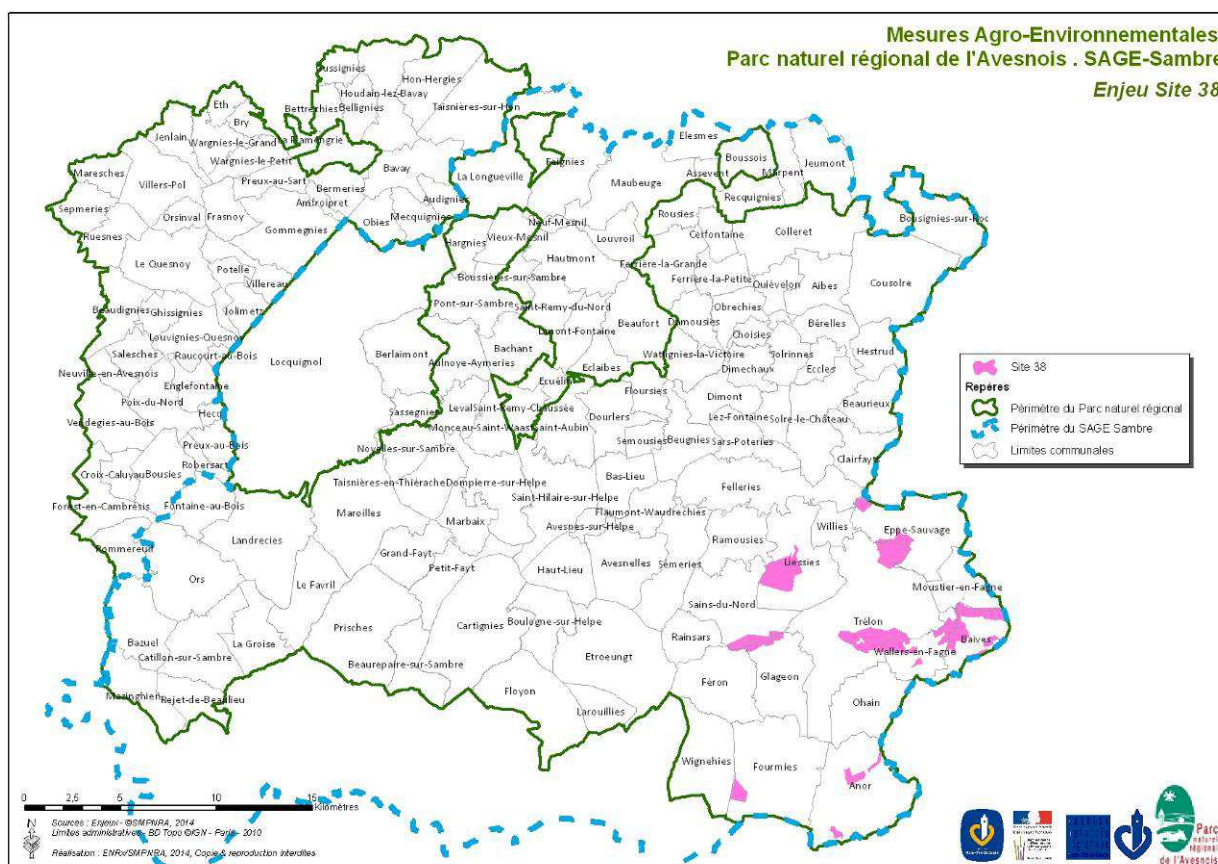 Mesures Agro-Environnementales
Parc naturel régional de l'Avesnois . SAGE-Sambre
Enjeu Site 38
Hon-Hergies
Houdain-lez-Bavay
Bettrechies
Bellignies
Taisnières-sur-Hon
Eth
Bry
Jenlain
Wargnies-le-Grand
Wargnies-le-Petit
Maresches
Villers-Pol
Preux-au-Sart
Bermeries
Amfroipret
Bavay
La Longueville
Feignies
Elesmes
Boussois
Jeumont
Assevent
Marpent
Maubeuge
Recquignies
Sepmeries
Orsinval
Frasnoy
Obies
Mecquignies
Audignies
Ruesnes
Gommegnies
Hargnies
Vieux-Mesnil
Neuf-Mesnil
Louvroil
Rousies
Cerfontaine
Colleret
Bousignies-sur-Roc
Le Quesnoy
Potelle
Villereau
Hautmont
Boussières-sur-Sambre
Ferrière-la-Grande
Ferrière-la-Petite
Quiévelon
Aibes
Cousolre
Beaudignies
Ghissignies
Jolimetz
Pont-sur-Sambre
Saint-Remy-du-Nord
Limont-Fontaine
Beaufort
Obrechies
Damousies
Choisies
Bérelles
Louvignies-Quesnoy
Salesches
Raucourt-au-Bois
Locquignol
Berlaimont
Bachant
Aulnoye-Aymeries
Eclaibes
Wattignies-la-Victoire
Dimechaux
Solrinnes
Eccles
Hestrud
Neuville-en-Avesnois
Englefontaine
Poix-du-Nord
Hecq
Vendegies-au-Bois
Sassegnies
Ecuélin
Leval
Saint-Remy-Chaussée
Monceau-Saint-Waast
Saint-Aubin
Floursies
Dourlers
Dimont
Lez-Fontaine
Solre-le-Château
Beaurieux
Preux-au-Bois
Robersart
Noyelles-sur-Sambre
Semousies
Beugnies
Sars-Poteries
Clairfayts
Croix-Caluyau
Bousies
Bas-Lieu
Felleries
Forest-en-Cambrésis
Fontaine-au-Bois
Taisnières-en-Thiérache
Dompierre-sur-Helpe
Saint-Hilaire-sur-Helpe
Maroilles
Marbaix
Flaumont-Waudrechies
Avesnes-sur-Helpe
Ramousies
Willies
Eppe-Sauvage
Landrecies
Grand-Fayt
Petit-Fayt
Haut-Lieu
Avesnelles
Sémeries
Liessies
Ors
Le Favril
Moustier-en-Fagne
Sains-du-Nord
Prisches
Cartignies
Boulogne-sur-Helpe
Rainsars
Trélon
Wallers-en-Fagne
Baives
Bazuel
La Groise
Catillon-sur-Sambre
Beaurepaire-sur-Sambre
Etroeungt
Féron
Glageon
Mazinghien
Rejet-de-Beaulieu
Floyon
Larouillies
Ohain
Wignehies
Fourmies
Anor
Site 38
Repères
Périmètre du Parc naturel régional
Périmètre du SAGE Sambre
Limites communales
0 2,5 5 10 15
Kilomètres
N
Sources : Enjeux - ©SMPNRA, 2014
Limites administratives - BD Topo ©IGN - Paris - 2010
Réalisation : ENRx/SMPNRA, 2014, Copie & reproduction interdites
Parc
naturel
régional
de l'Avesnois